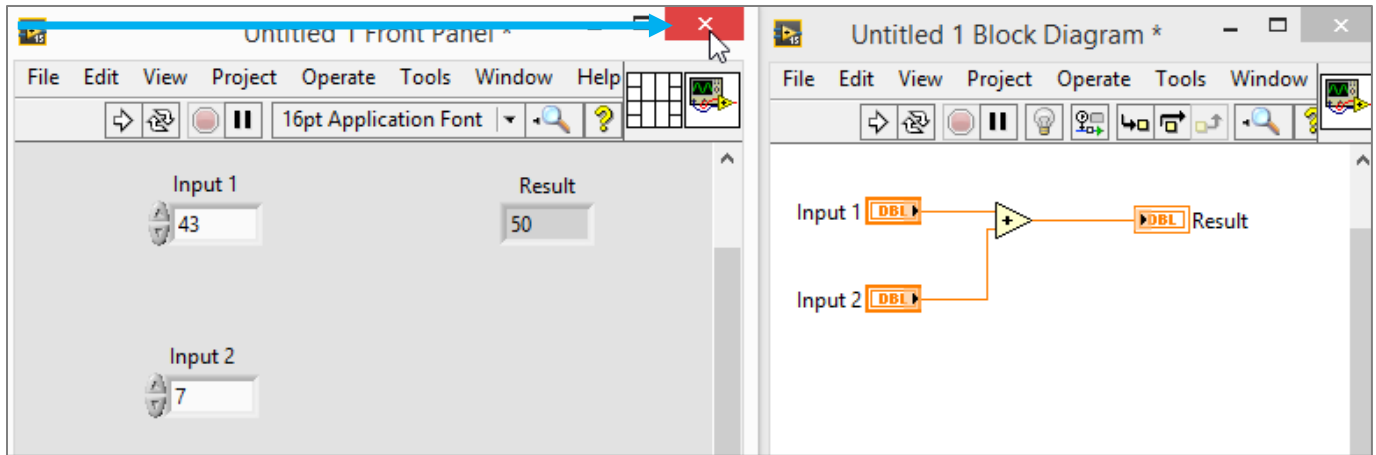 Untitled 1 Front Panel *
File Edit View Project Operate Tools Window Help
16pt Application Font
Input 1
43
Result
50
Input 2
7
Untitled 1 Block Diagram *
File Edit View Project Operate Tools Window
Input 1 DBL
DBL Result
Input 2 DBL